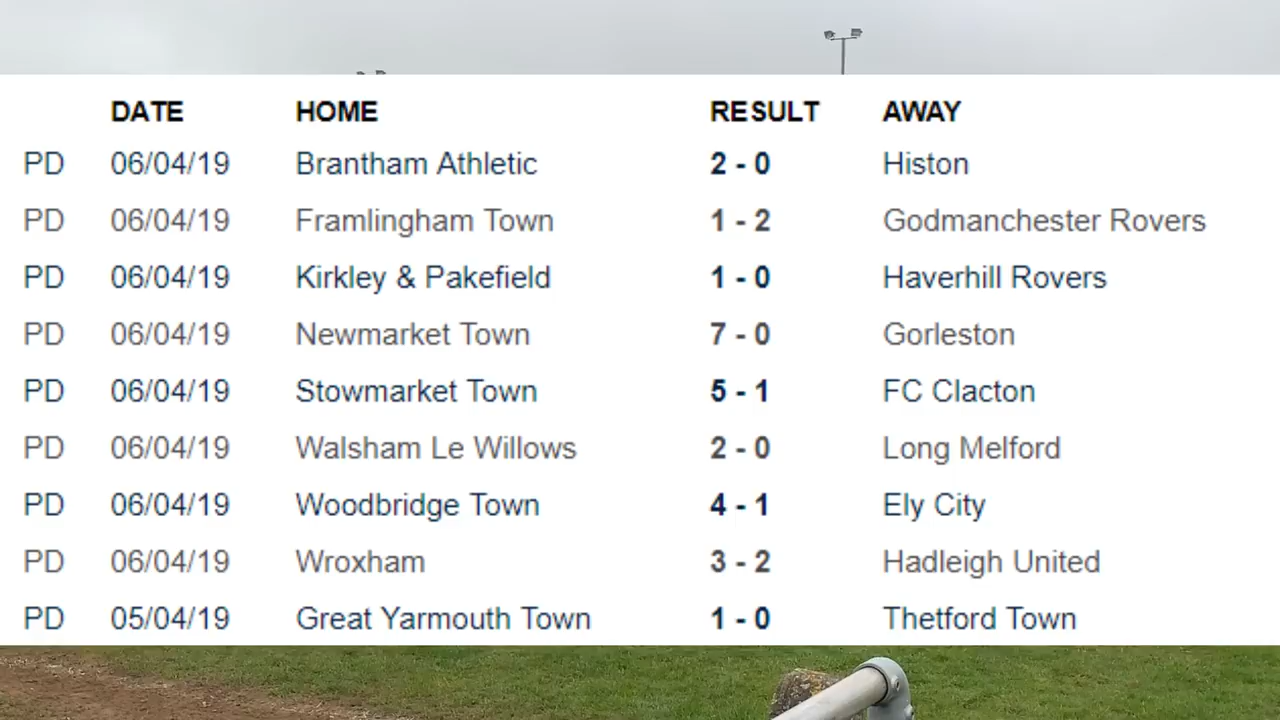 DATE HOME RESULT AWAY
PD 06/04/19 Brantham Athletic 2 - 0 Histon
PD 06/04/19 Framlingham Town 1 - 2 Godmanchester Rovers
PD 06/04/19 Kirkley & Pakefield 1 - 0 Haverhill Rovers
PD 06/04/19 Newmarket Town 7 - 0 Gorleston
PD 06/04/19 Stowmarket Town 5 - 1 FC Clacton
PD 06/04/19 Walsham Le Willows 2 - 0 Long Melford
PD 06/04/19 Woodbridge Town 4 - 1 Ely City
PD 06/04/19 Wroxham 3 - 2 Hadleigh United
PD 05/04/19 Great Yarmouth Town 1 - 0 Thetford Town